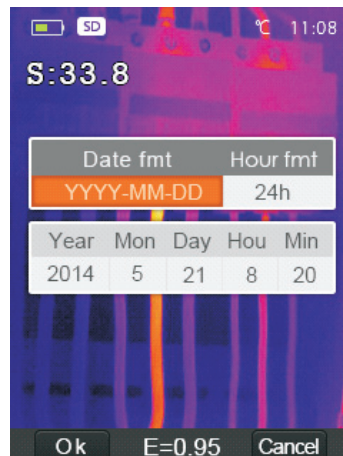 SD ℃ 11:08
S:33.8
Date fmt Hour fmt
YYYY-MM-DD 24h
Year Mon Day Hou Min
2014 5 21 8 20
Ok E=0.95 Cancel